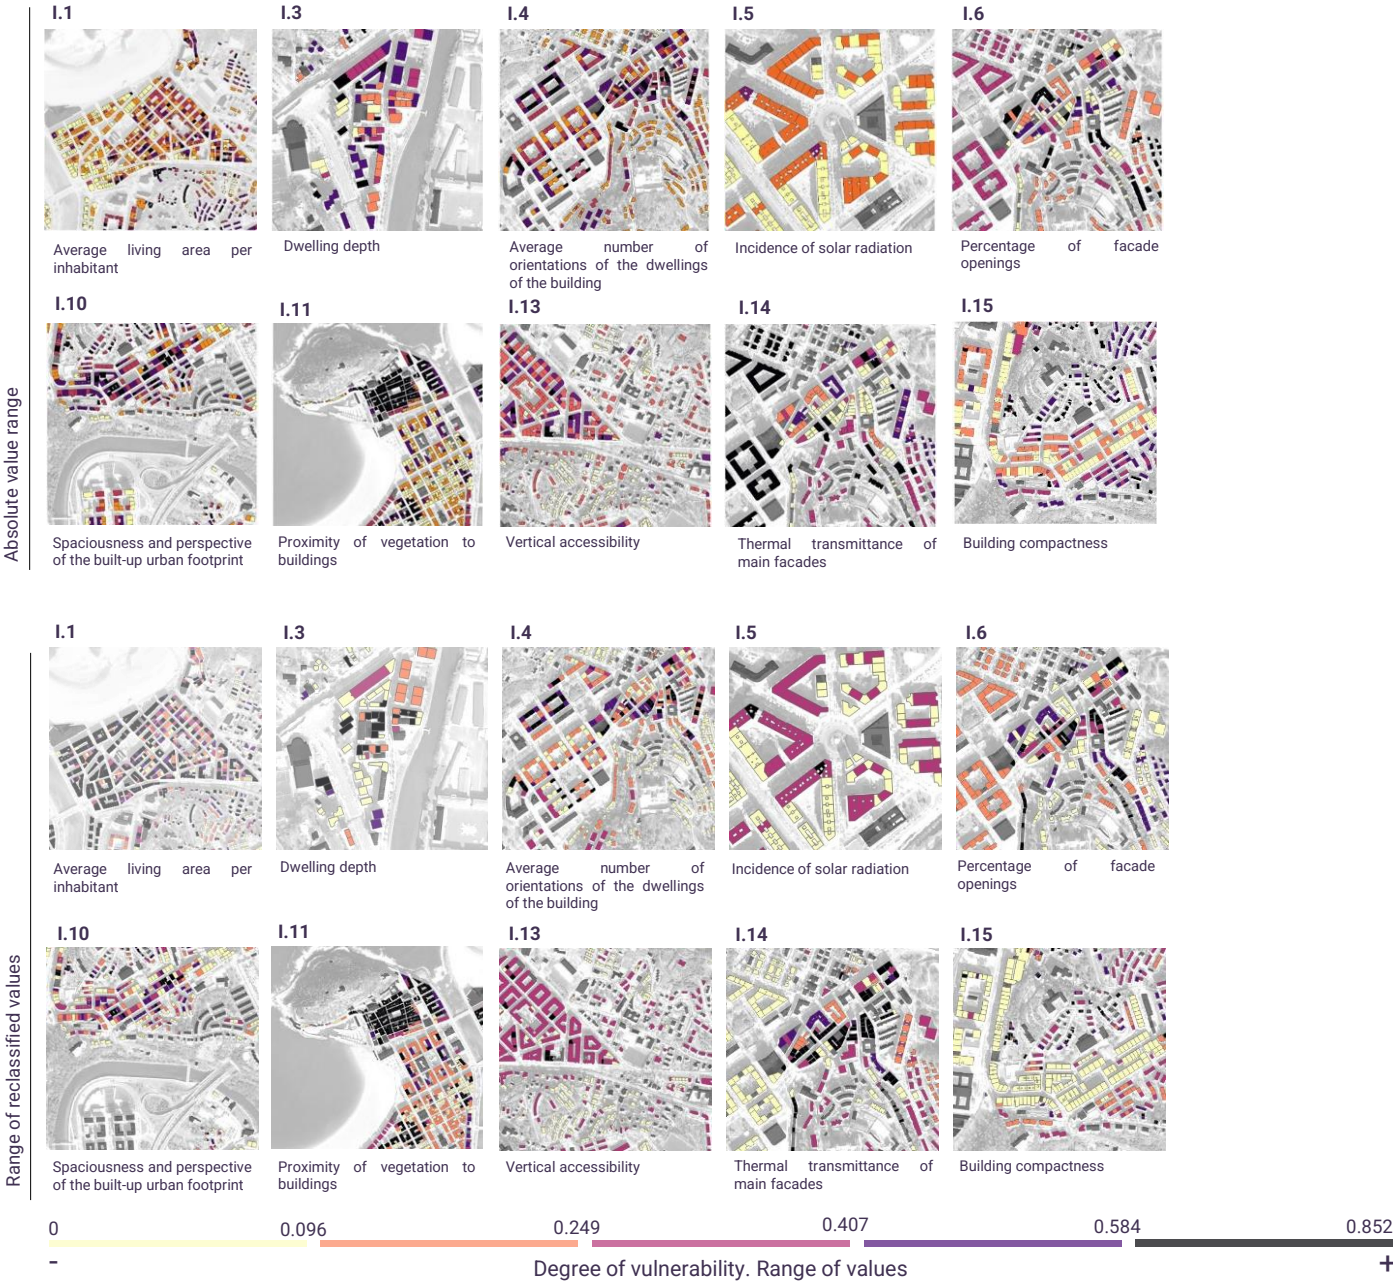 Absolute value range
I.1
I.3
I.4
I.5
I.6
Average living area per
inhabitant
Dwelling depth
Average number of
orientations of the dwellings
of the building
Incidence of solar radiation
Percentage of facade
openings
I.10
I.11
I.13
I.14
I.15
Spaciousness and perspective
of the built-up urban footprint
Proximity of vegetation to
buildings
Vertical accessibility
Thermal transmittance of
main facades
Building compactness
Range of reclassified values
I.1
I.3
I.4
I.5
I.6
Average living area per
inhabitant
Dwelling depth
Average number of
orientations of the dwellings
of the building
Incidence of solar radiation
Percentage of facade
openings
I.10
I.11
I.13
I.14
I.15
Spaciousness and perspective
of the built-up urban footprint
Proximity of vegetation to
buildings
Vertical accessibility
Thermal transmittance of
main facades
Building compactness
0 0.096 0.249 0.407 0.584 0.852
- +
Degree of vulnerability. Range of values